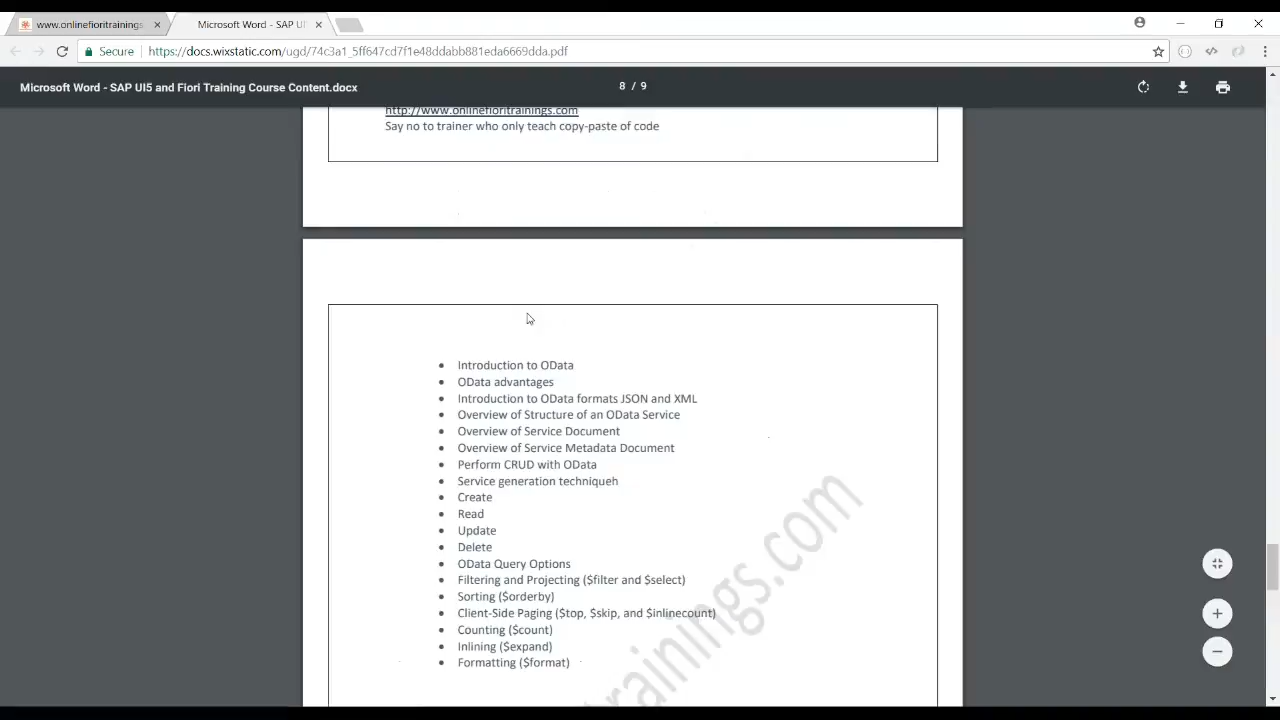 www.onlinefioritrainings
Microsoft Word - SAP UI
Secure
https://docs.wixstatic.com/ugd/74c3a1_5ff647cd7f1e48ddabb881eda6669dda.pdf
Microsoft Word - SAP UI5 and Fiori Training Course Content.docx
8 / 9
http://www.onlinefioritrainings.com
Say no to trainer who only teach copy-paste of code
• Introduction to OData
• OData advantages
• Introduction to OData formats JSON and XML
• Overview of Structure of an OData Service
• Overview of Service Document
• Overview of Service Metadata Document
• Perform CRUD with OData
• Service generation techniqueh
• Create
• Read
• Update
• Delete
• OData Query Options
• Filtering and Projecting ($filter and $select)
• Sorting ($orderby)
• Client-Side Paging ($top, $skip, and $inlinecount)
• Counting ($count)
• Inlining ($expand)
• Formatting ($format)
trainings.com